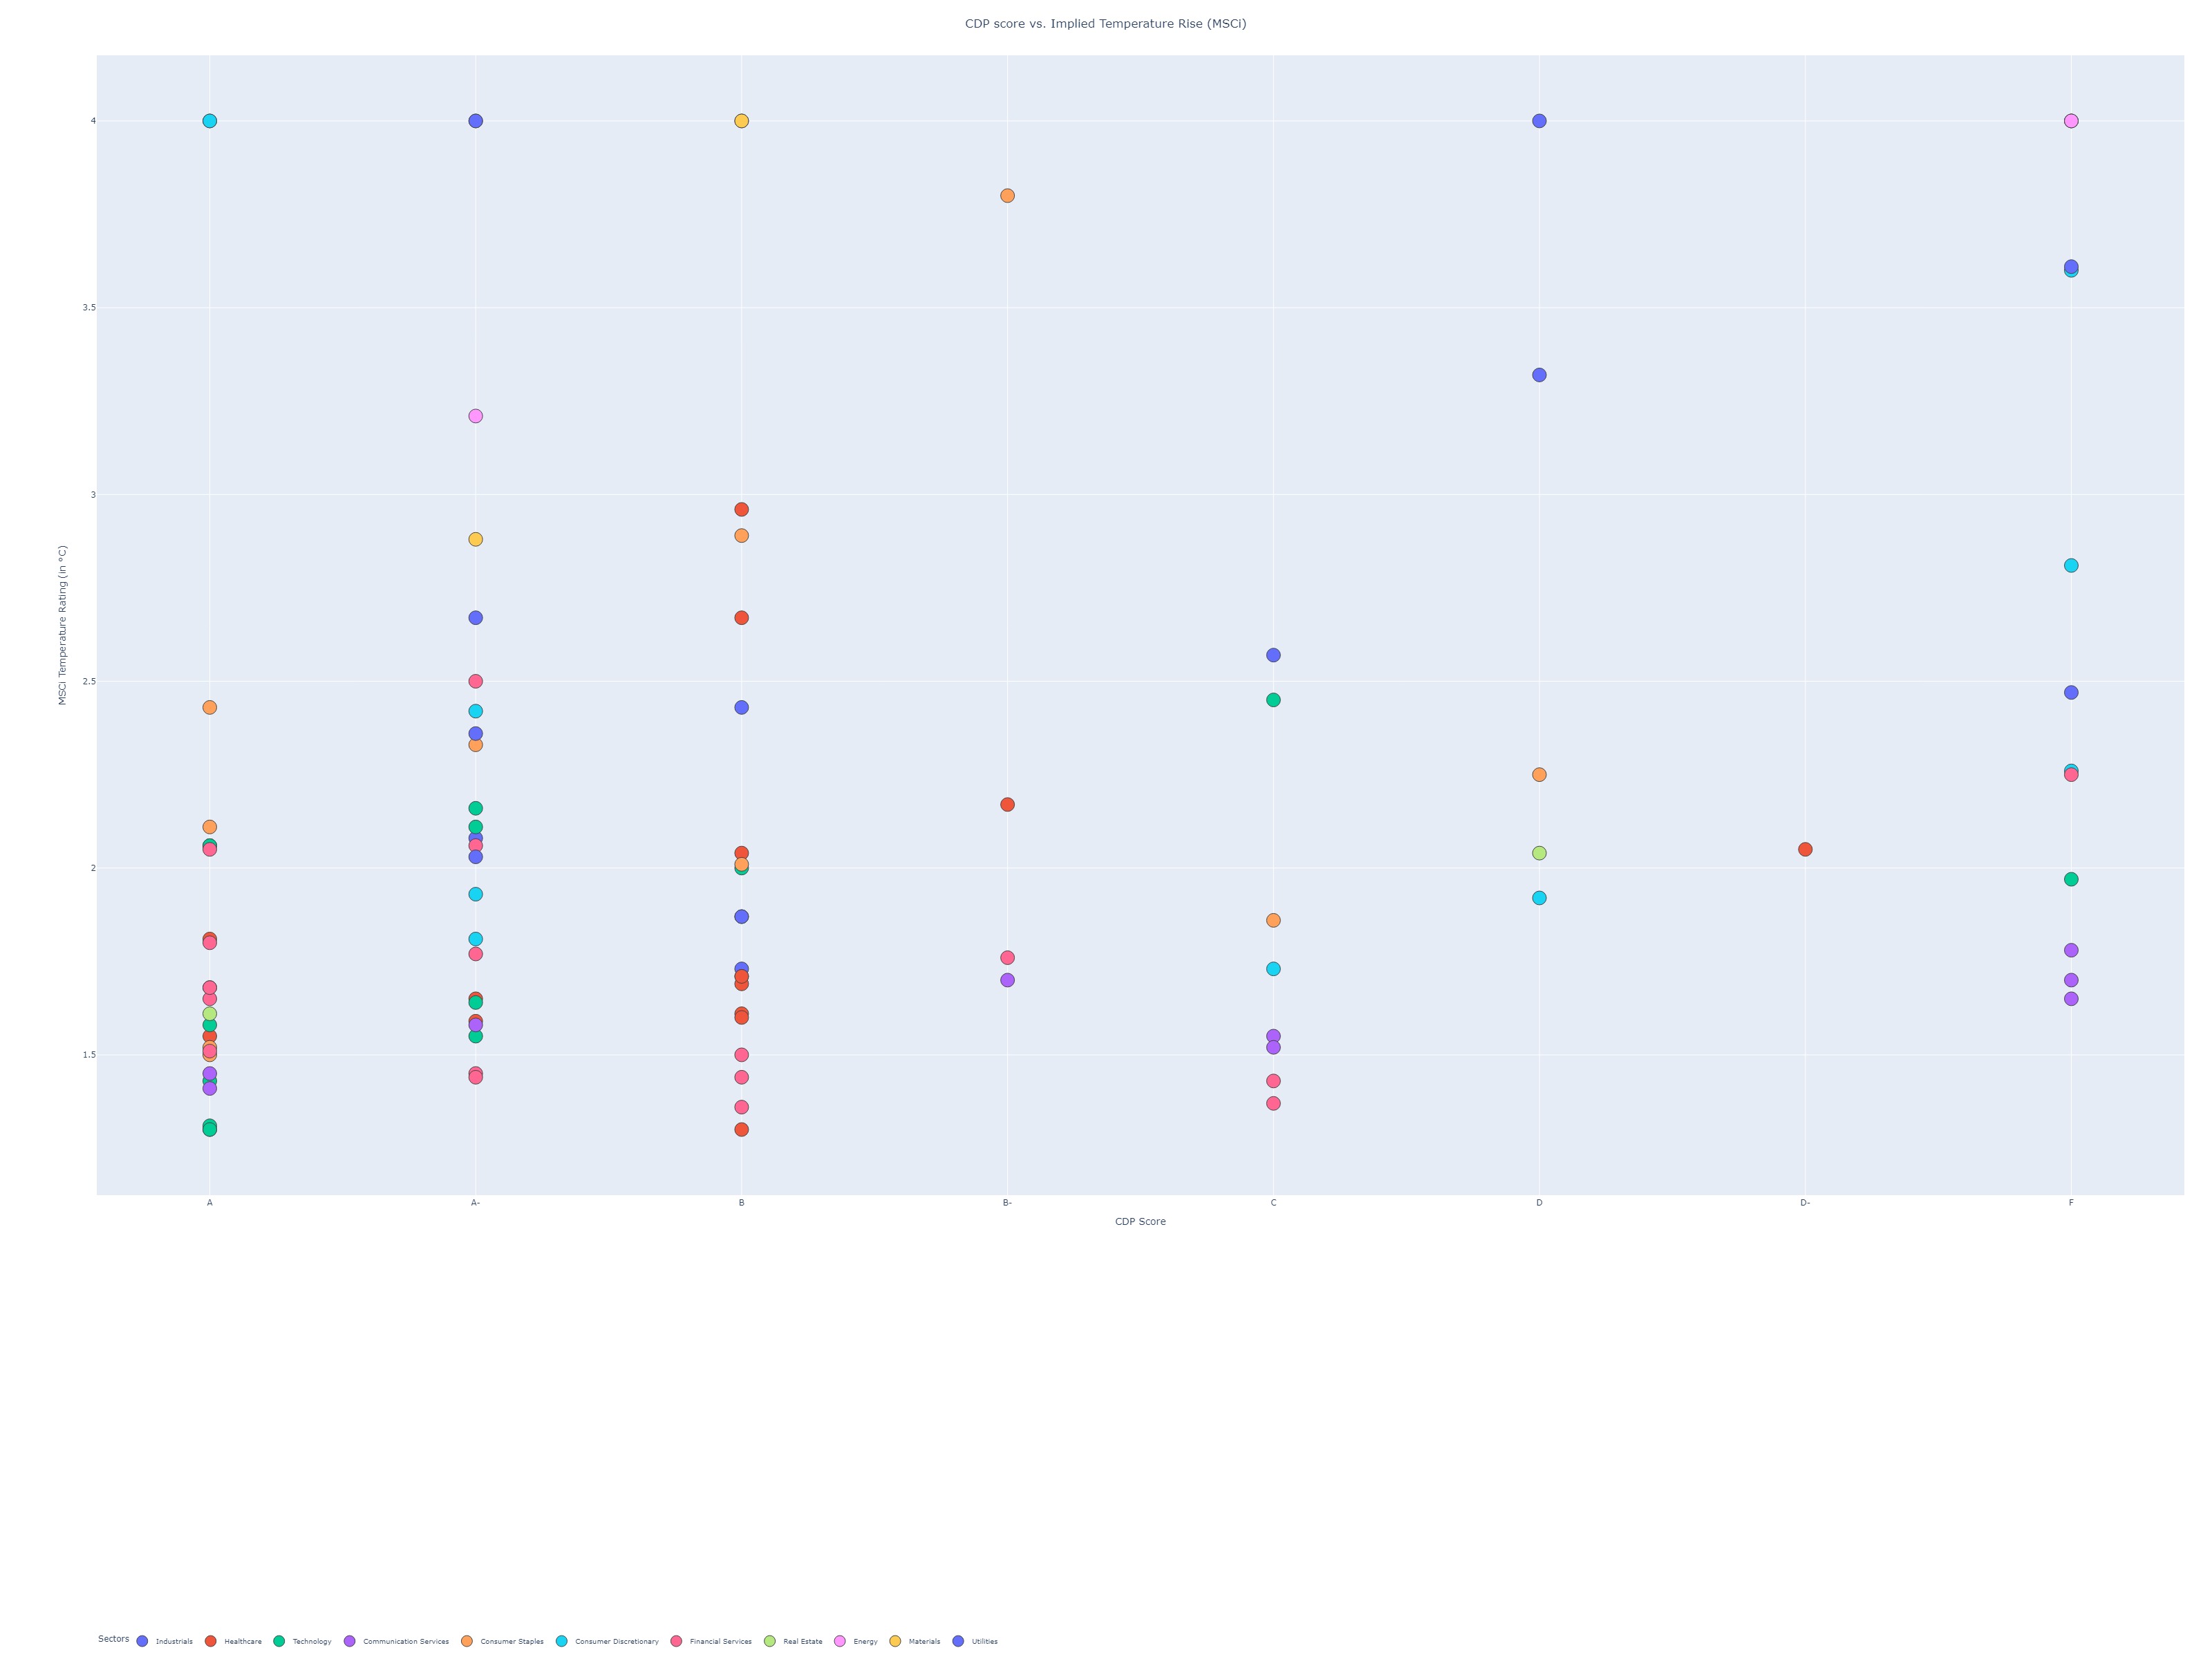 CDP score vs. Implied Temperature Rise (MSCi)
MSCi Temperature Rating (in °C)
4
3.5
3
2.5
2
1.5
A
A-
B
B-
C
D
D-
F
CDP Score
Sectors
Industrials
Healthcare
Technology
Communication Services
Consumer Staples
Consumer Discretionary
Financial Services
Real Estate
Energy
Materials
Utilities